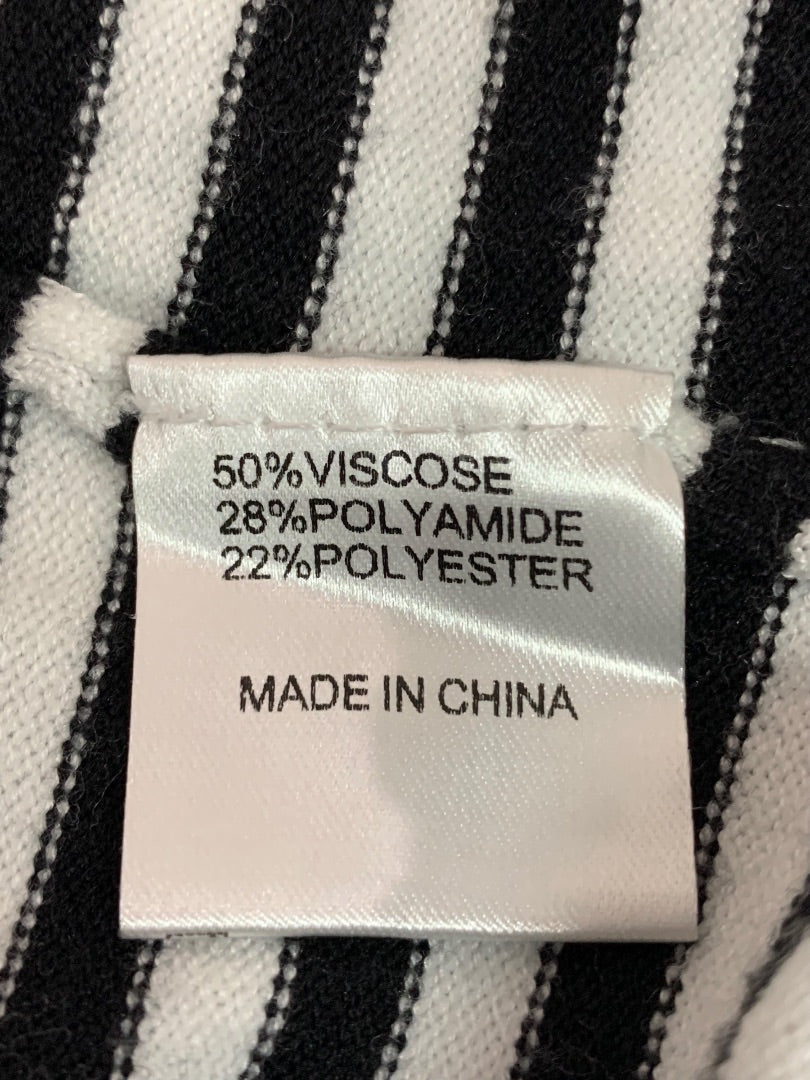 50%VISCOSE
28%POLYAMIDE
22%POLYESTER
MADE IN CHINA